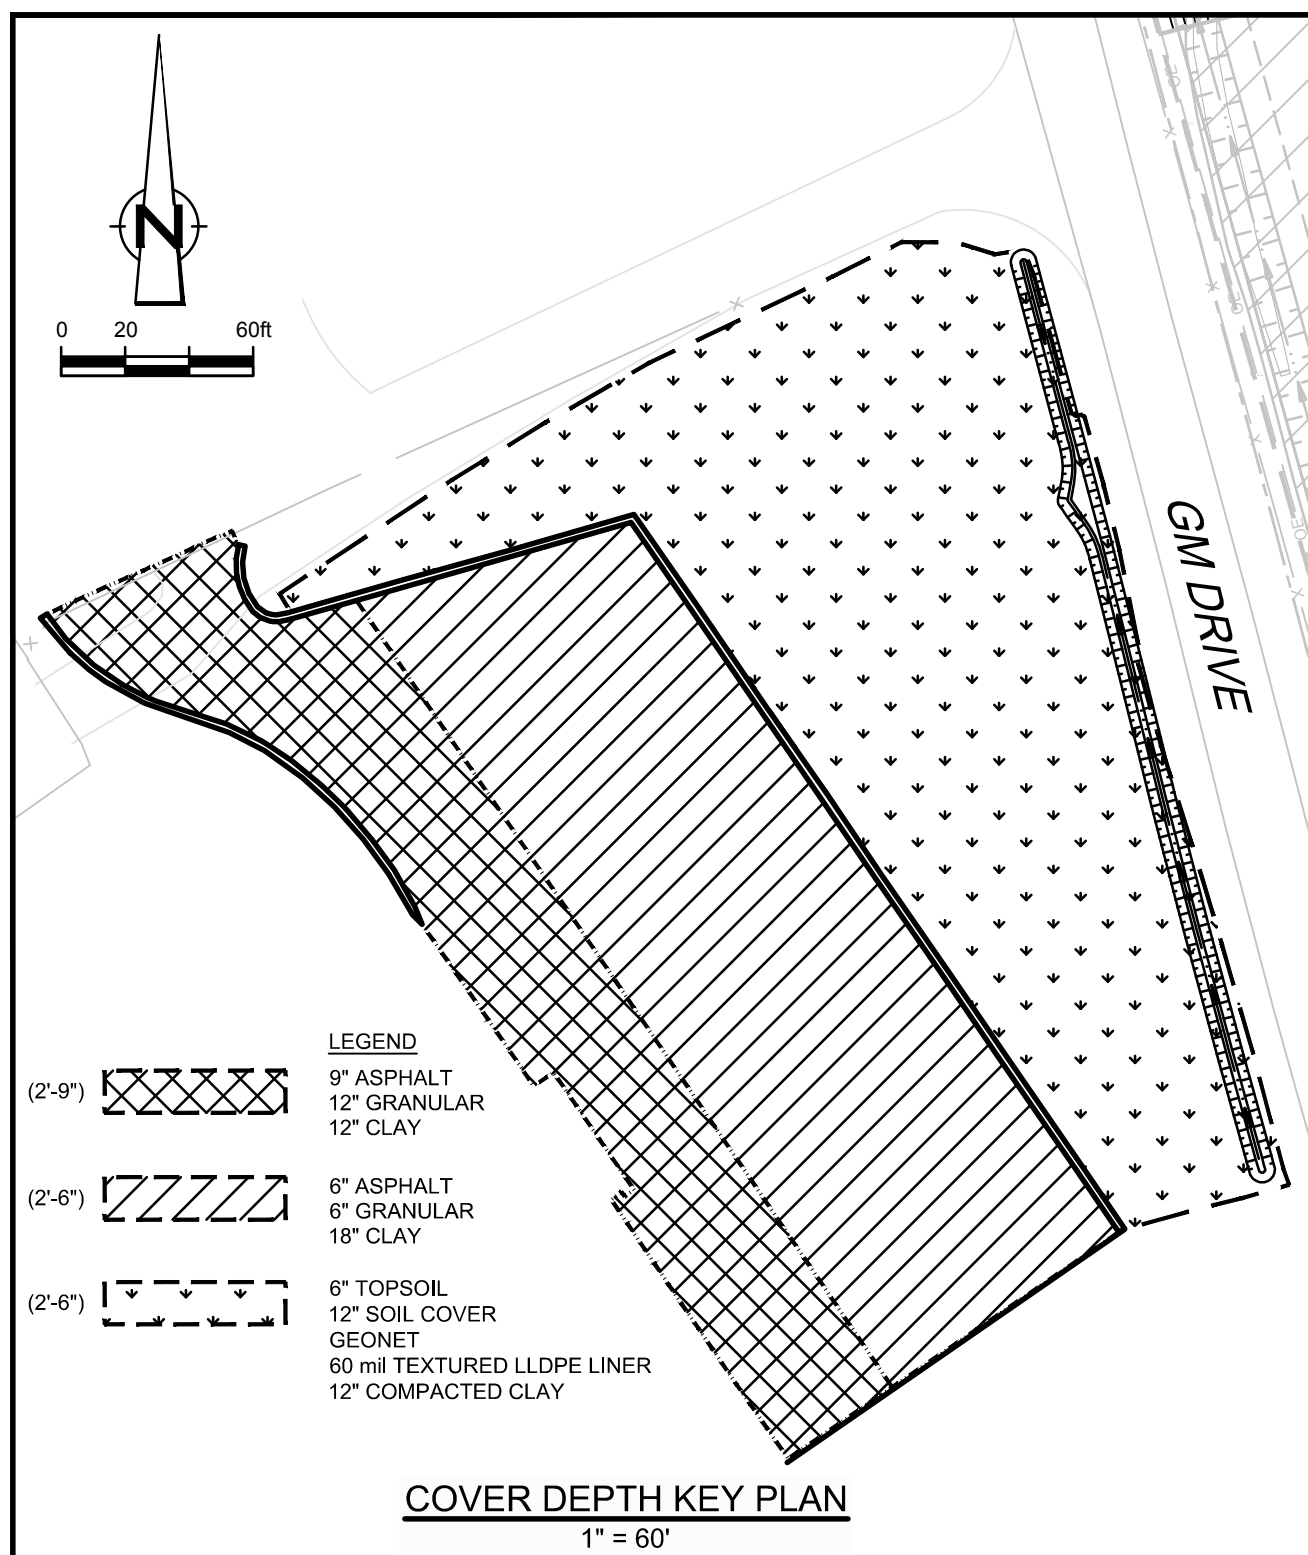 N
0 20 60ft
GM DRIVE
LEGEND
(2'-9")
9" ASPHALT
12" GRANULAR
12" CLAY
(2'-6")
6" ASPHALT
6" GRANULAR
18" CLAY
(2'-6")
6" TOPSOIL
12" SOIL COVER
GEONET
60 mil TEXTURED LLDPE LINER
12" COMPACTED CLAY
COVER DEPTH KEY PLAN
1" = 60'